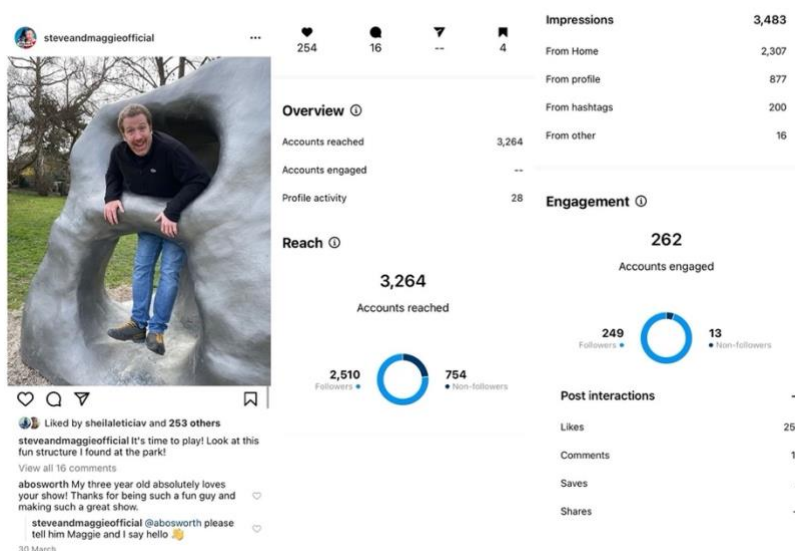 steveandmaggieofficial
...
Liked by sheilaleticiav and 253 others
steveandmaggieofficial It's time to play! Look at this
fun structure I found at the park!
View all 16 comments
abosworth My three year old absolutely loves
your show! Thanks for being such a fun guy and
making such a great show.
steveandmaggieofficial @abosworth please
tell him Maggie and I say hello 👋
30 March
254 16 -- 4
Overview
Accounts reached 3,264
Accounts engaged --
Profile activity 28
Reach
3,264
Accounts reached
2,510 754
Followers Non-followers
Impressions 3,483
From Home 2,307
From profile 877
From hashtags 200
From other 16
Engagement
262
Accounts engaged
249 13
Followers Non-followers
Post interactions -
Likes 25
Comments 1
Saves
Shares -